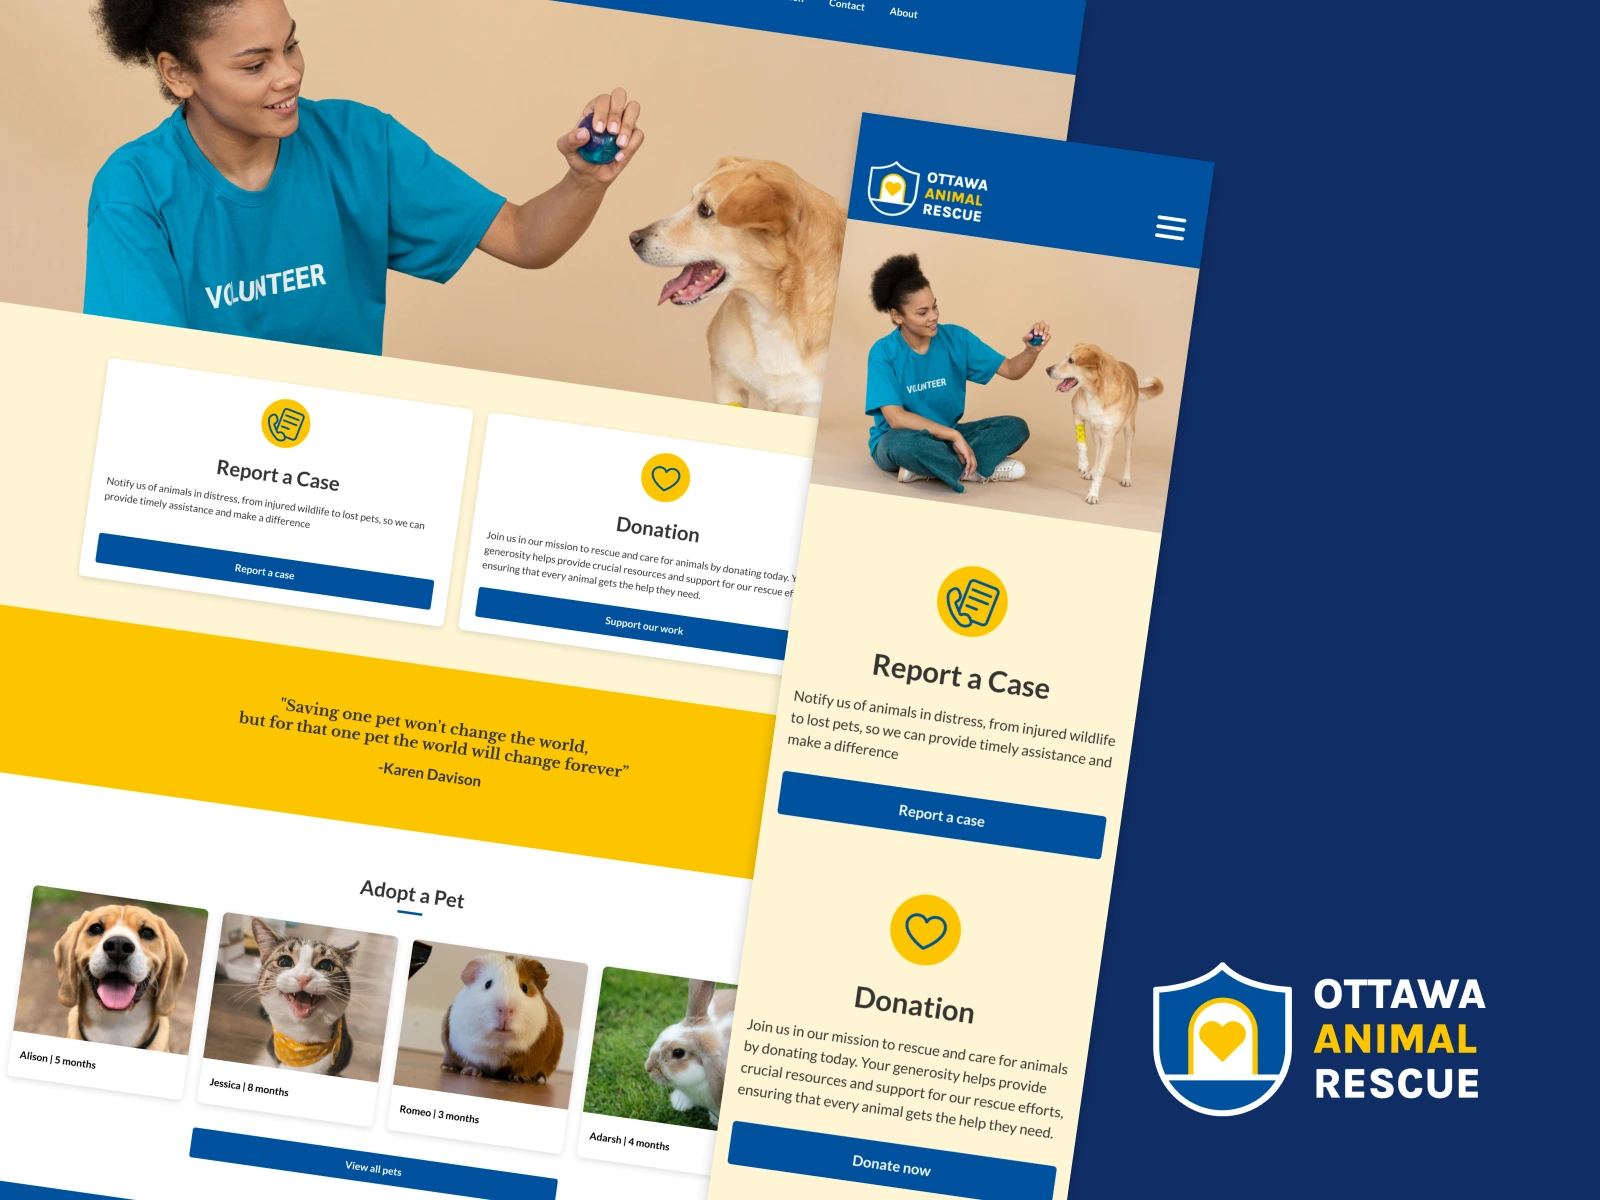 Contact
About
VOLUNTEER
Report a Case
Notify us of animals in distress, from injured wildlife to lost pets, so we can
provide timely assistance and make a difference
Report a case
Donation
Join us in our mission to rescue and care for animals by donating today.
generosity helps provide crucial resources and support for our rescue
ensuring that every animal gets the help they need.
Support our work
"Saving one pet won't change the world,
but for that one pet the world will change forever”
-Karen Davison
Adopt a Pet
Alison | 5 months
Jessica | 8 months
Romeo | 3 months
Adarsh | 4 months
View all pets
OTTAWA
ANIMAL
RESCUE
VOLUNTEER
Report a Case
Notify us of animals in distress, from injured wildlife
to lost pets, so we can provide timely assistance and
make a difference
Report a case
Donation
Join us in our mission to rescue and care for animals
by donating today. Your generosity helps provide
crucial resources and support for our rescue efforts,
ensuring that every animal gets the help they need.
Donate now
OTTAWA
ANIMAL
RESCUE